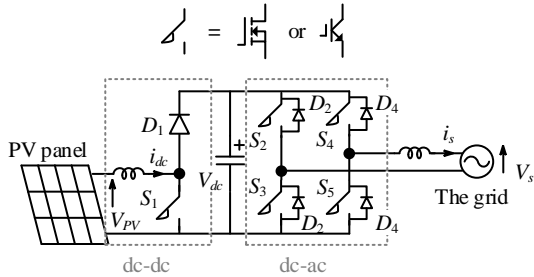 = or
D1 D2 D4
PV panel idc S2 S4 is
S1 Vdc + S3 S5 Vs
VPV D2 D4 The grid
dc-dc dc-ac